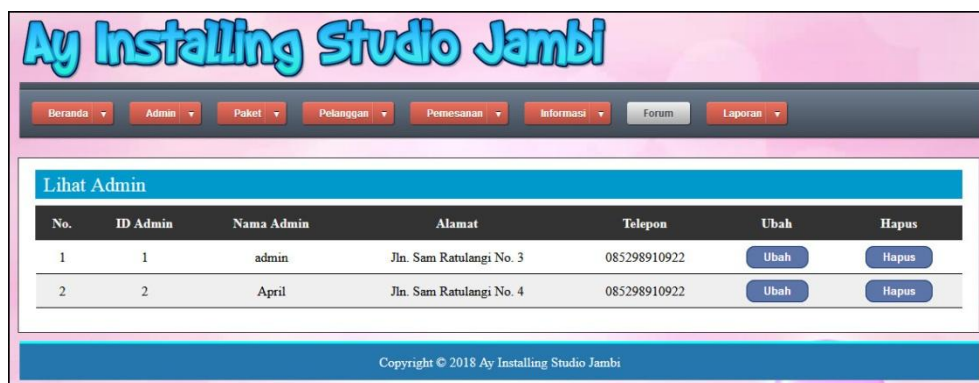 Ay Installing Studio Jambi
Beranda Admin Paket Pelanggan Pemesanan Informasi Forum Laporan
Lihat Admin
No. ID Admin Nama Admin Alamat Telepon Ubah Hapus
1 1 admin Jln. Sam Ratulangi No. 3 085298910922 Ubah Hapus
2 2 April Jln. Sam Ratulangi No. 4 085298910922 Ubah Hapus
Copyright © 2018 Ay Installing Studio Jambi